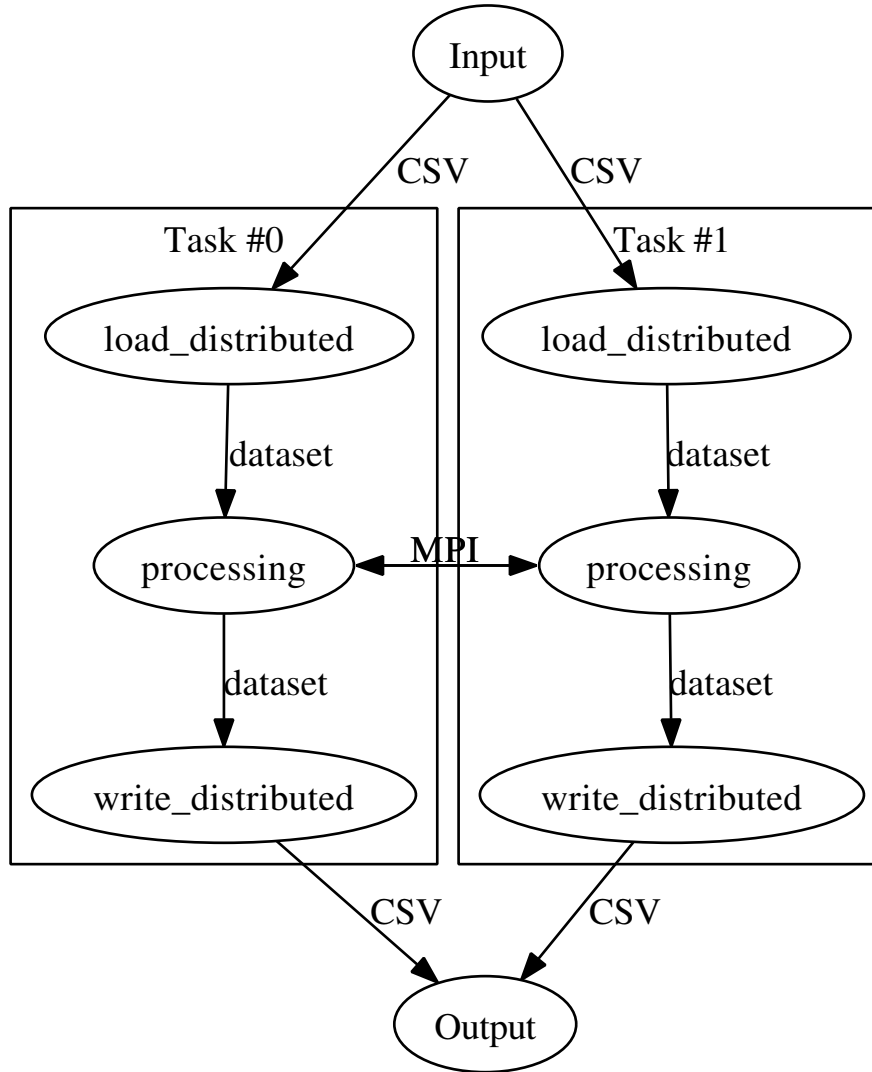 Input
CSV
CSV
Task #0
Task #1
load_distributed
load_distributed
dataset
dataset
processing
MPI
processing
dataset
dataset
write_distributed
write_distributed
CSV
CSV
Output